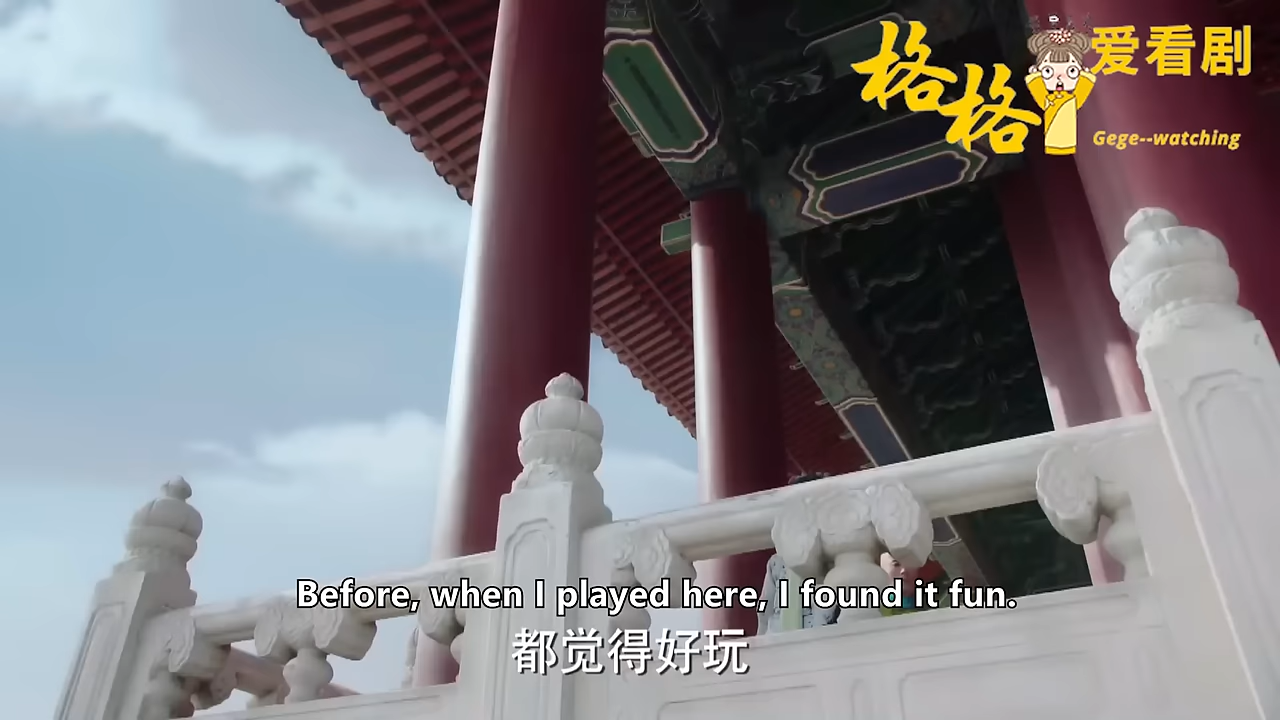 格格爱看剧
Gege--watching
Before, when I played here, I found it fun.
都觉得好玩